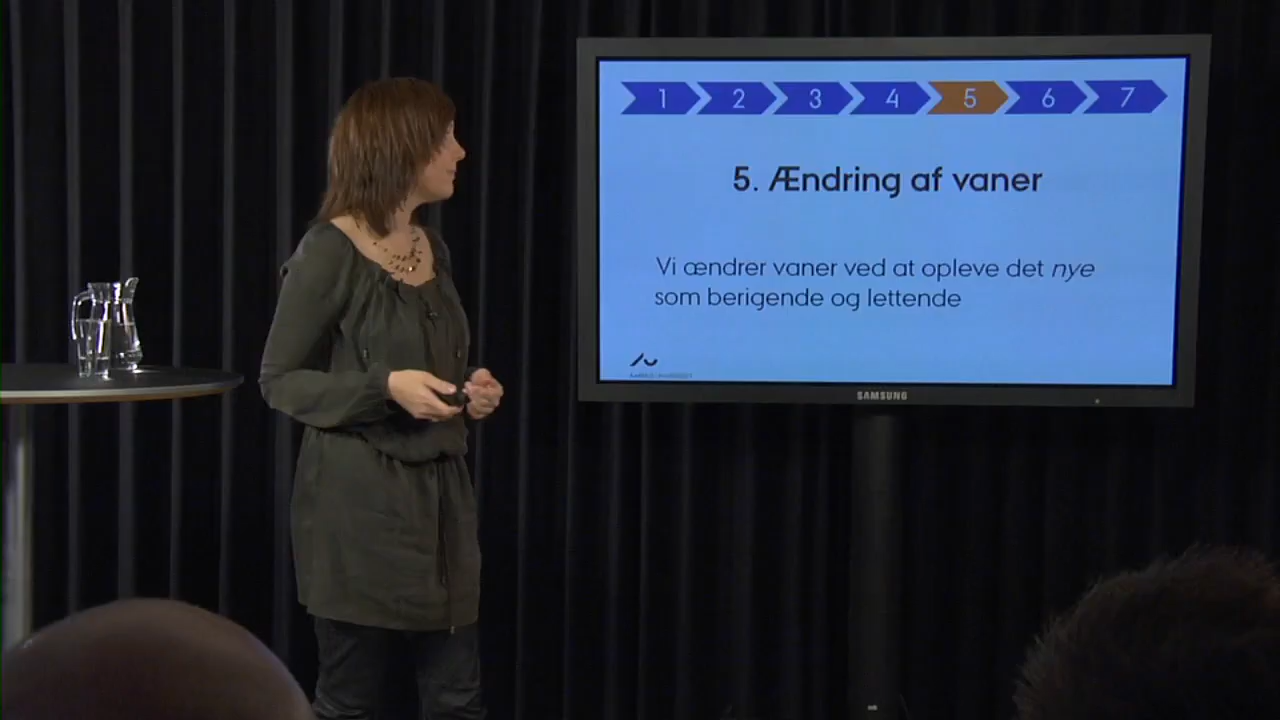 1 2 3 4 5 6 7
5. Ændring af vaner
Vi ændrer vaner ved at opleve det nye
som berigende og lettende
SAMSUNG